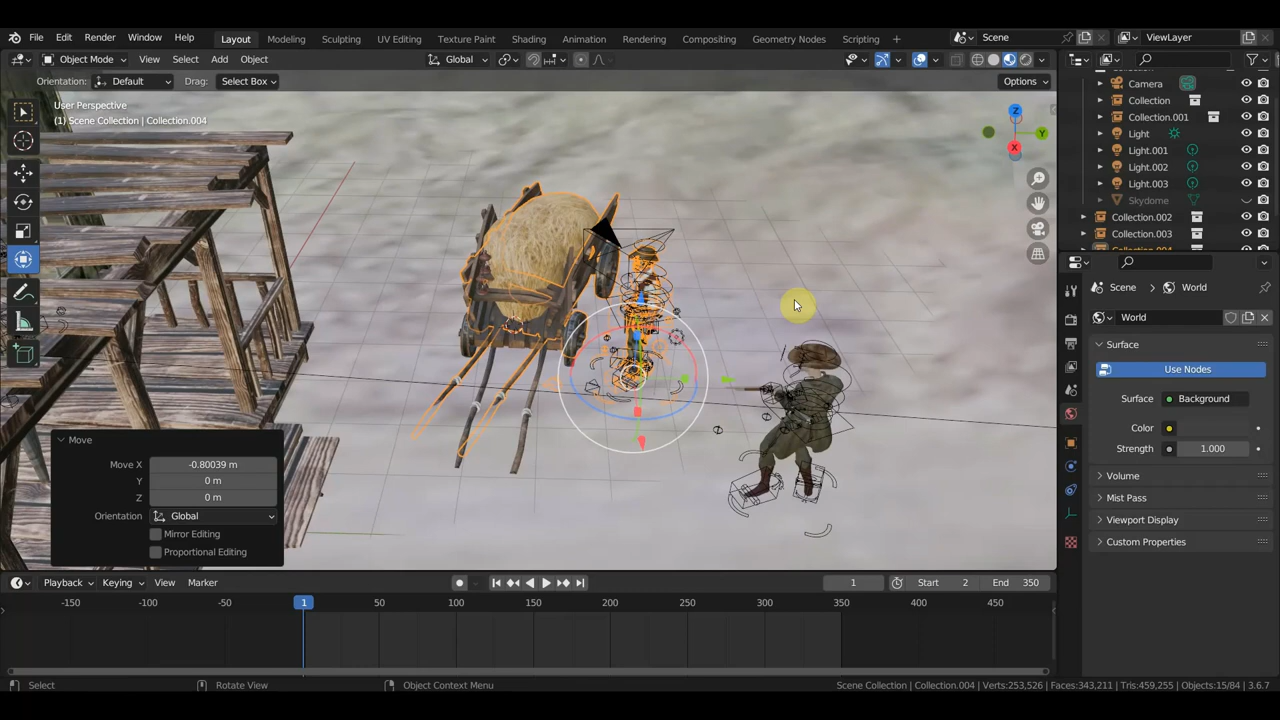 File Edit Render Window Help Layout Modeling Sculpting UV Editing Texture Paint Shading Animation Rendering Compositing Geometry Nodes Scripting + Scene ViewLayer
Object Mode View Select Add Object Global
Orientation: Default Drag: Select Box Options
User Perspective
(1) Scene Collection | Collection.004
Z
Y
X
Camera
Collection
Collection.001
Light
Light.001
Light.002
Light.003
Skydome
Collection.002
Collection.003
Scene > World
World
Surface
Use Nodes
Surface Background
Color
Strength 1.000
Volume
Mist Pass
Viewport Display
Custom Properties
Move
Move X -0.80039 m
Y 0 m
Z 0 m
Orientation Global
Mirror Editing
Proportional Editing
Playback Keying View Marker 1 Start 2 End 350
-150 -100 -50 1 50 100 150 200 250 300 350 400 450
Select Rotate View Object Context Menu Scene Collection | Collection.004 | Verts:253,526 | Faces:343,211 | Tris:459,255 | Objects:15/84 | 3.6.7